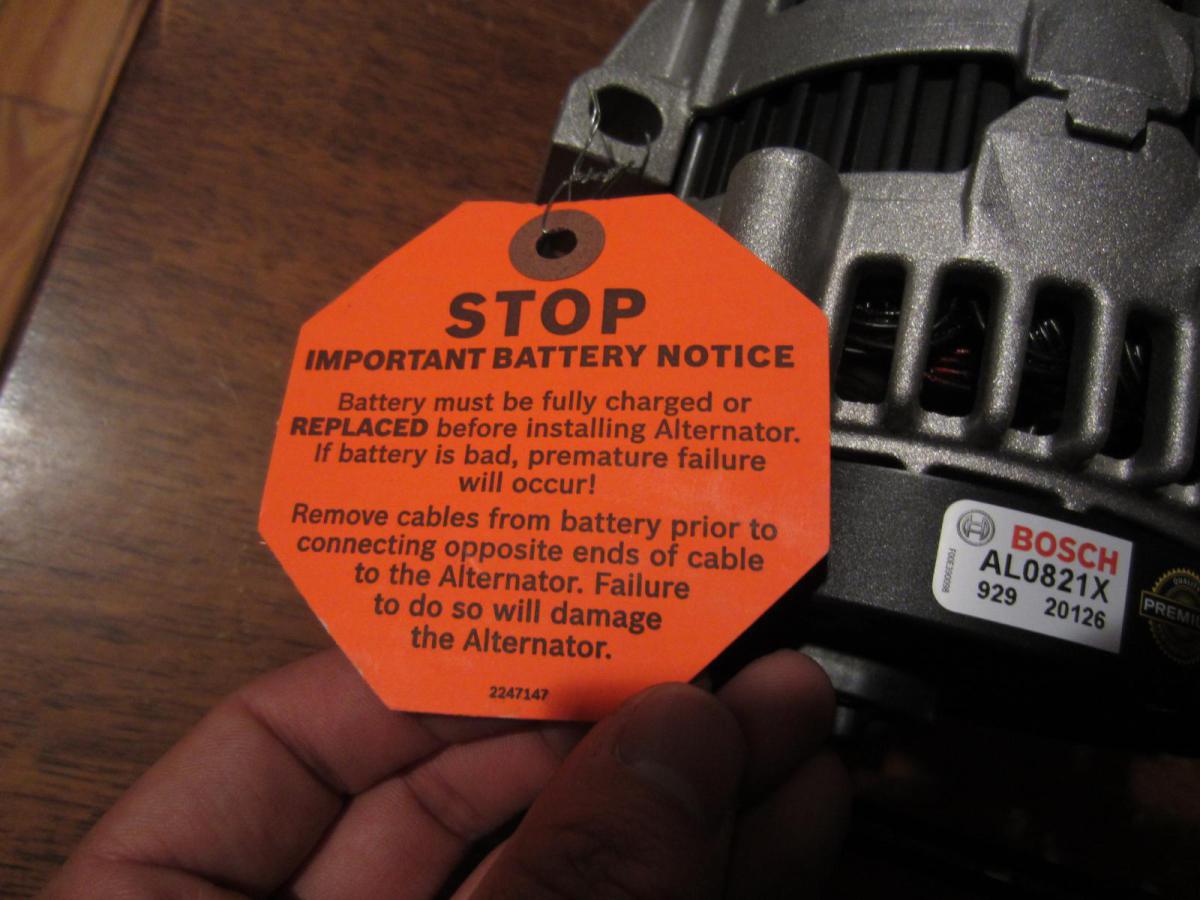 STOP
IMPORTANT BATTERY NOTICE
Battery must be fully charged or
REPLACED before installing Alternator.
If battery is bad, premature failure
will occur!
Remove cables from battery prior to
connecting opposite ends of cable
to the Alternator. Failure
to do so will damage
the Alternator.
2247147
BOSCH
AL0821X
929 20126